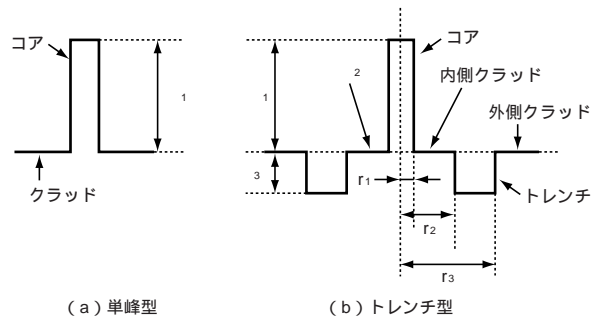 コア
1
クラッド
(a)単峰型
コア
2
内側クラッド
1
外側クラッド
3
r1
r2
トレンチ
r3
(b)トレンチ型